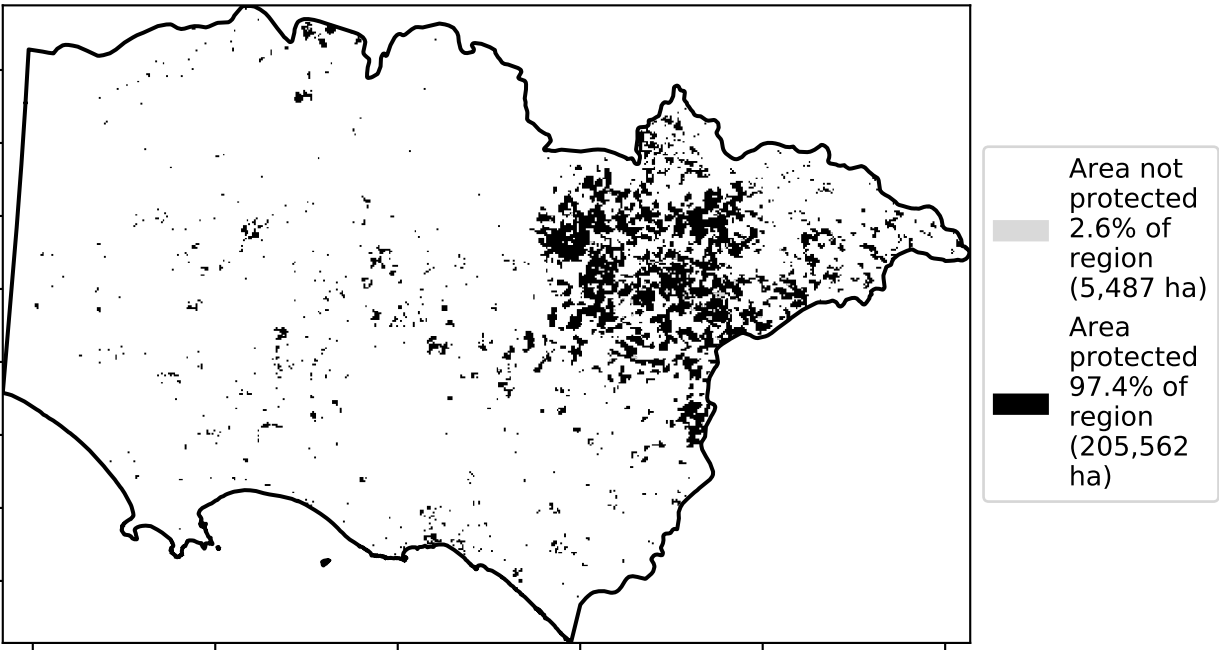 Area not
protected
2.6% of
region
(5,487 ha)
Area
protected
97.4% of
region
(205,562
ha)